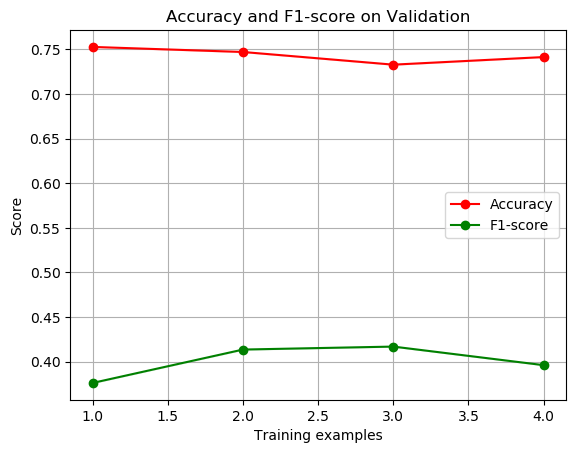 Accuracy and F1-score on Validation
0.75
0.70
0.65
0.60
0.55
0.50
0.45
0.40
Score
Accuracy
F1-score
1.0 1.5 2.0 2.5 3.0 3.5 4.0
Training examples